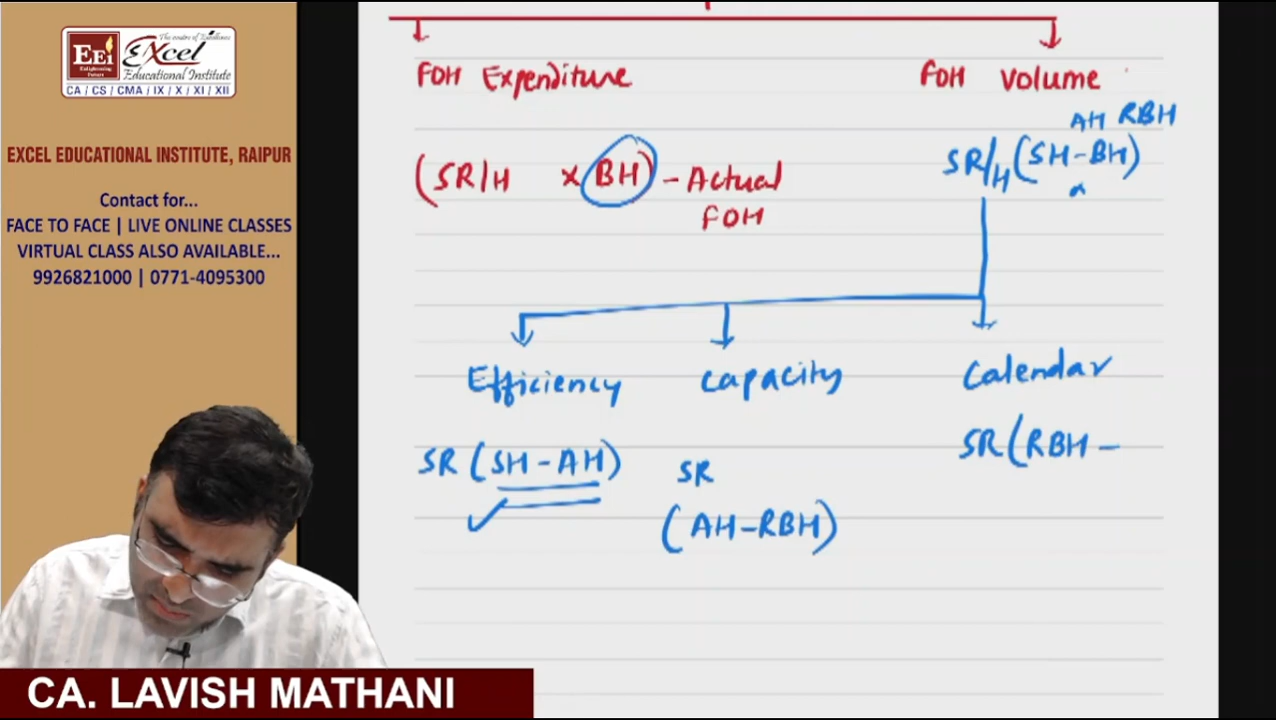 The centre of Excellence
EEi
Enlightening Future
EXcel
Educational Institute
CA / CS / CMA / IX / X / XI / XII
EXCEL EDUCATIONAL INSTITUTE, RAIPUR
Contact for...
FACE TO FACE | LIVE ONLINE CLASSES
VIRTUAL CLASS ALSO AVAILABLE...
9926821000 | 0771-4095300
FOH Expenditure
FOH Volume
AH RBH
(SR/H × BH) - Actual FOH
SR/H (SH-BH)
Efficiency
Capacity
Calendar
SR (SH-AH)
SR
(AH-RBH)
SR(RBH -
CA. LAVISH MATHANI